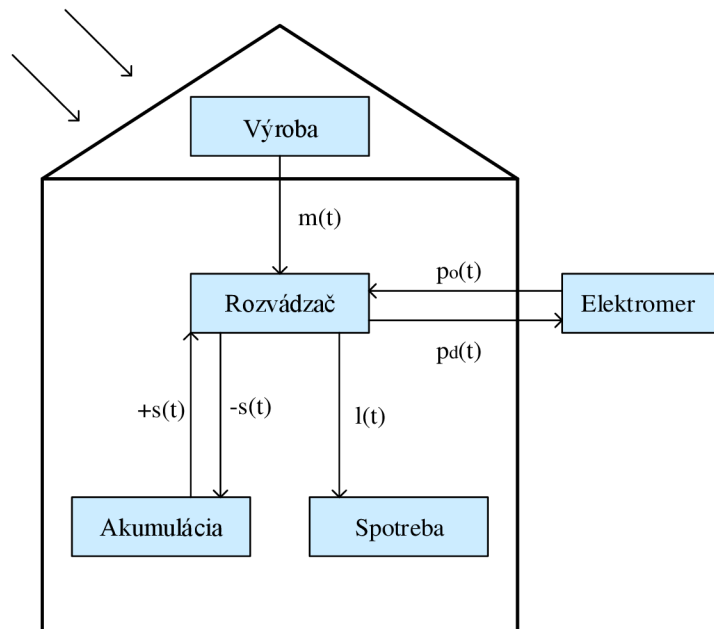 Výroba
m(t)
po(t)
Rozvádzač
Elektromer
pd(t)
+s(t)
-s(t)
l(t)
Akumulácia
Spotreba